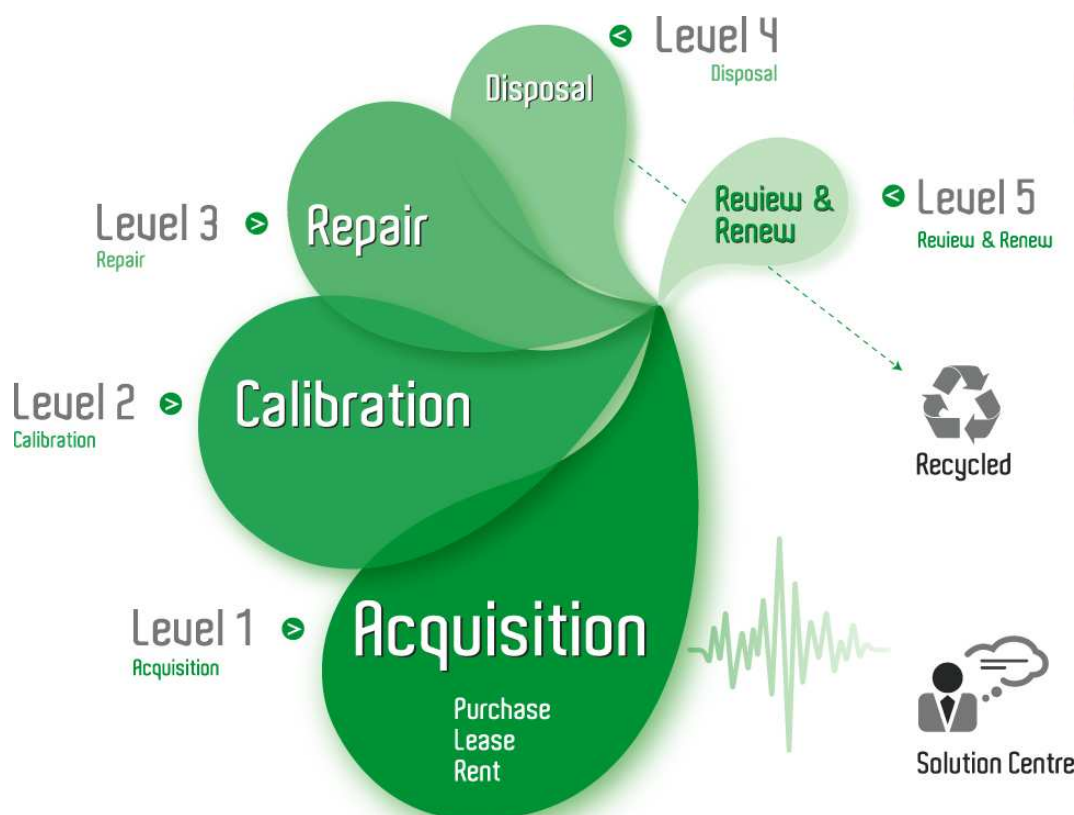 Level 4
Disposal
Disposal
Review &
Renew
Level 5
Review & Renew
Level 3
Repair
Repair
Level 2
Calibration
Calibration
Recycled
Level 1
Acquisition
Acquisition
Purchase
Lease
Rent
Solution Centre